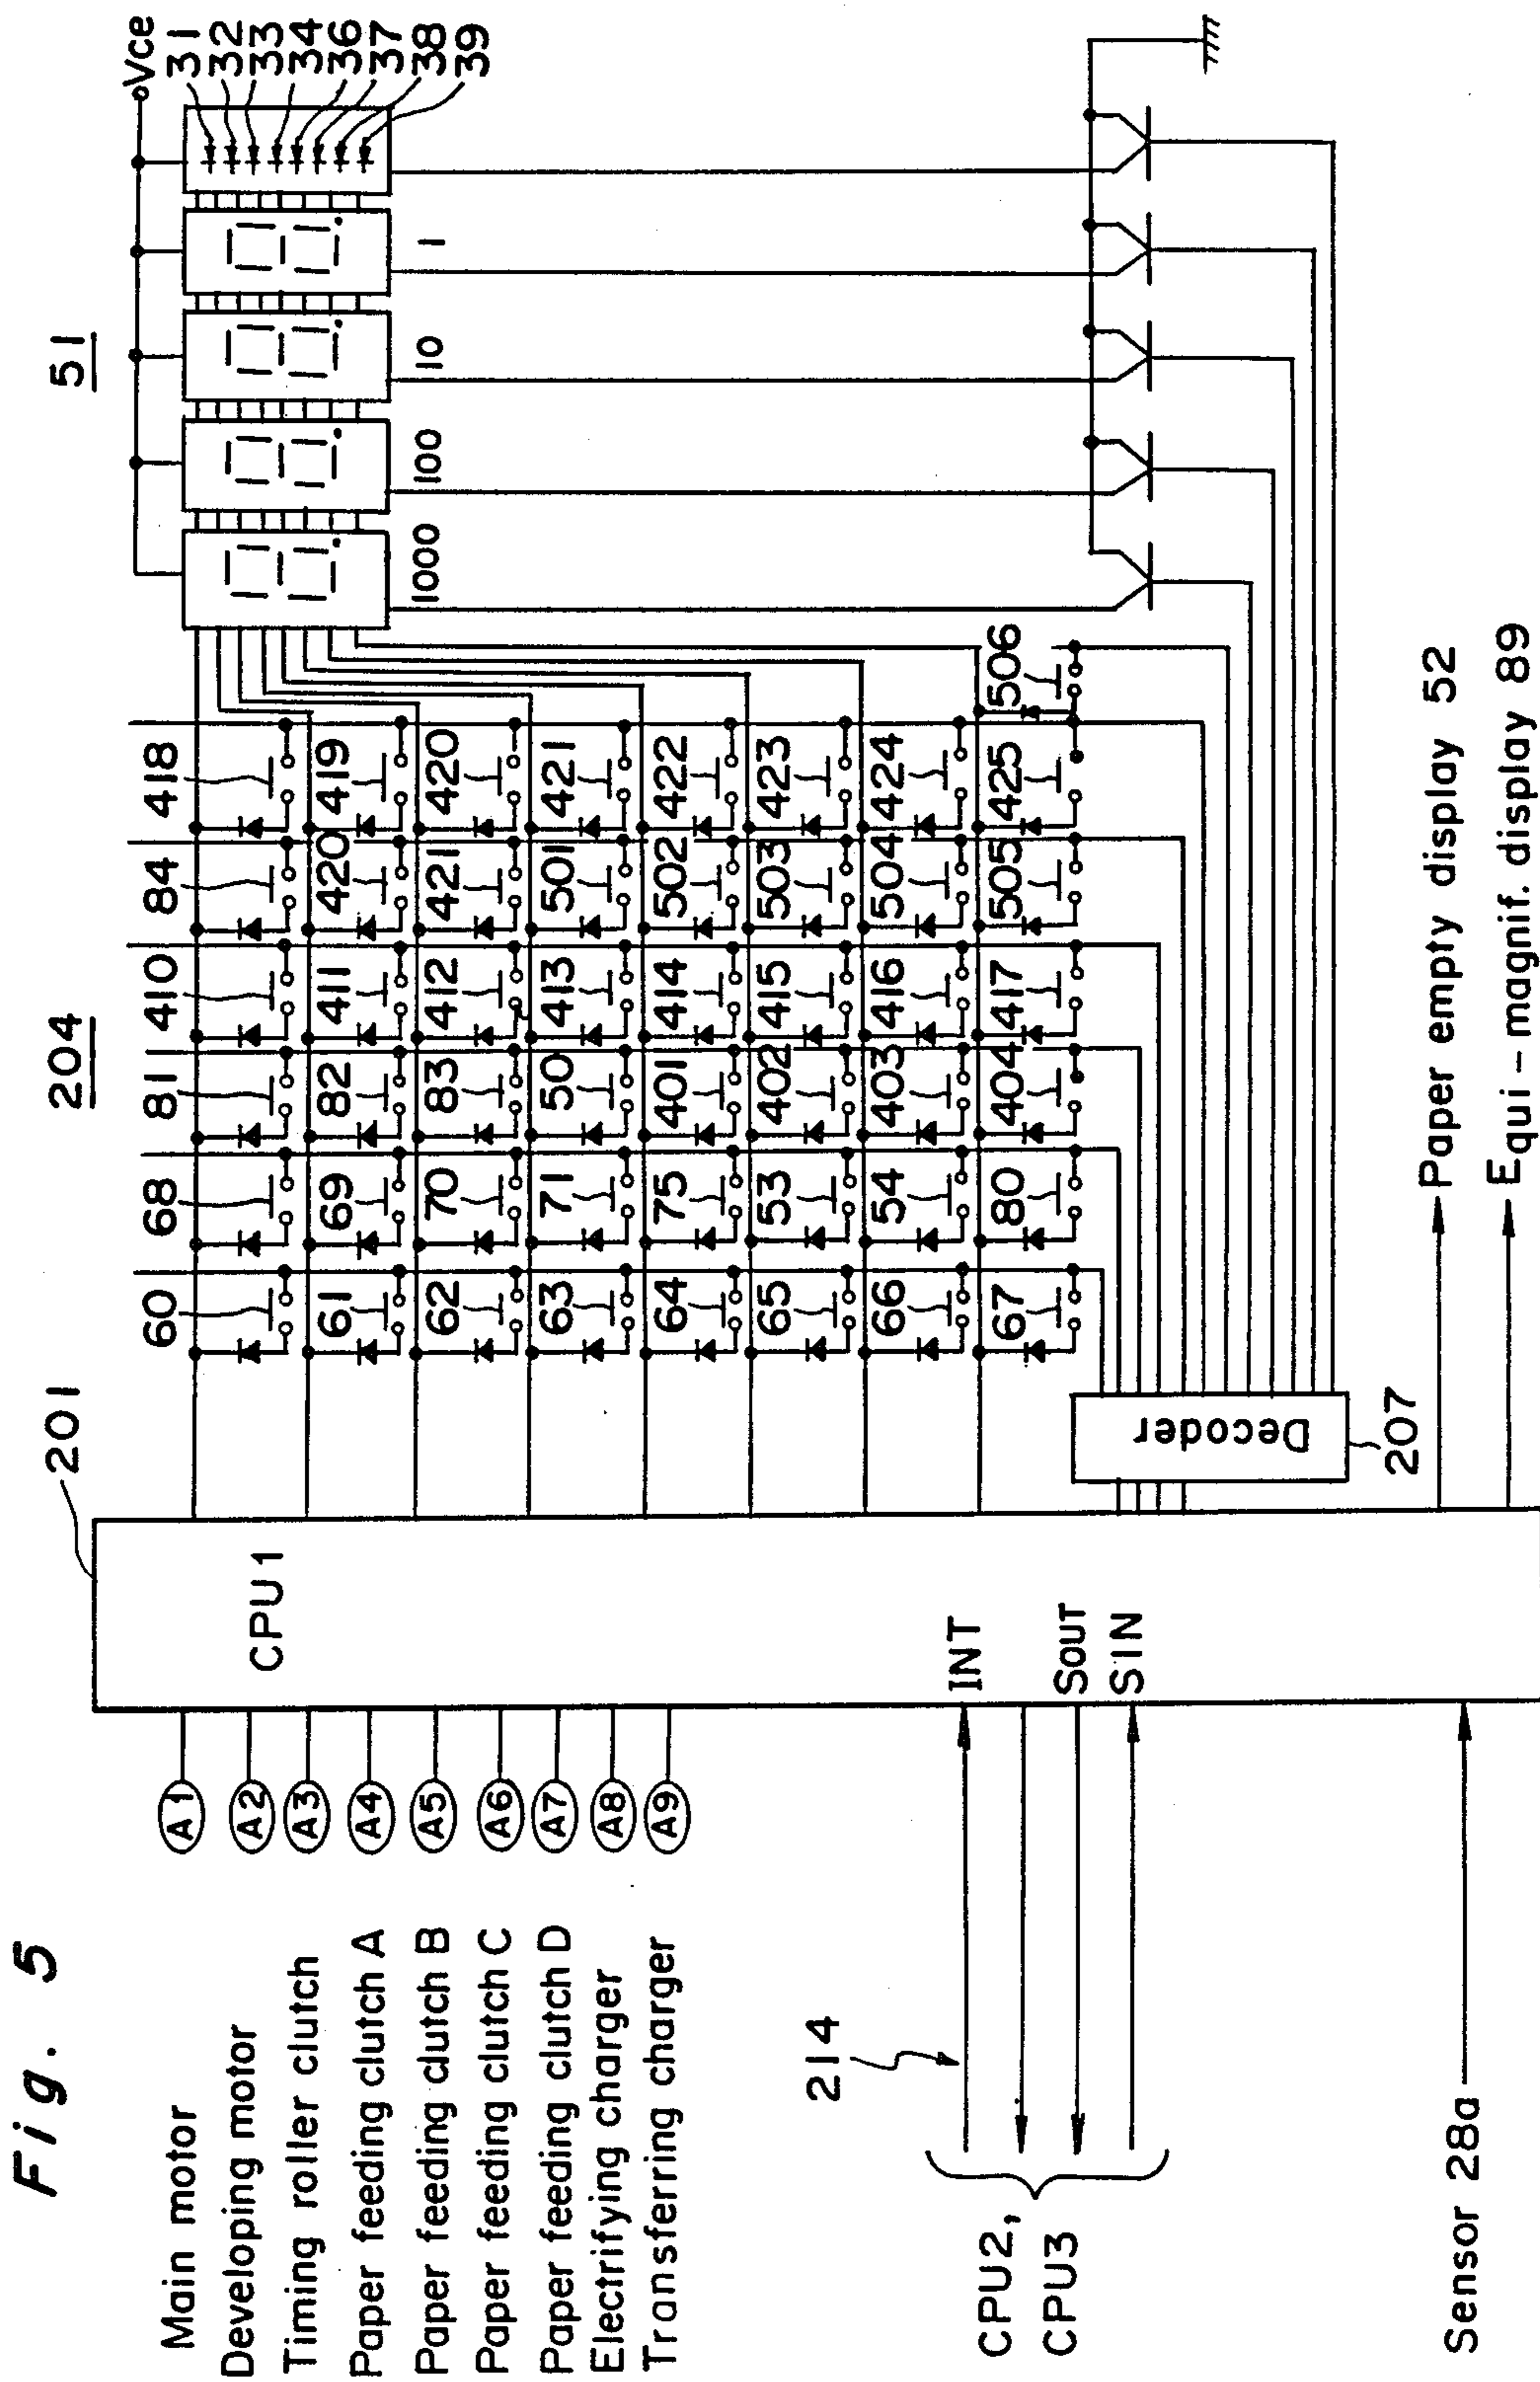 Fig. 5
Main motor
Developing motor
Timing roller clutch
Paper feeding clutch A
Paper feeding clutch B
Paper feeding clutch C
Paper feeding clutch D
Electrifying charger
Transferring charger
A1
A2
A3
A4
A5
A6
A7
A8
A9
214
CPU2,
CPU3
Sensor 28a
201
CPU1
INT
SOUT
SIN
204
60 68 81 410 84 418
61 69 82 411 420 419
62 70 83 412 421 420
63 71 50 413 501 421
64 75 401 414 502 422
65 53 402 415 503 423
66 54 403 416 504 424
67 80 404 417 505 425 506
Decoder
207
51
1000 100 10 1
Vce
31
32
33
34
36
37
38
39
Paper empty display 52
Equi-magnif. display 89